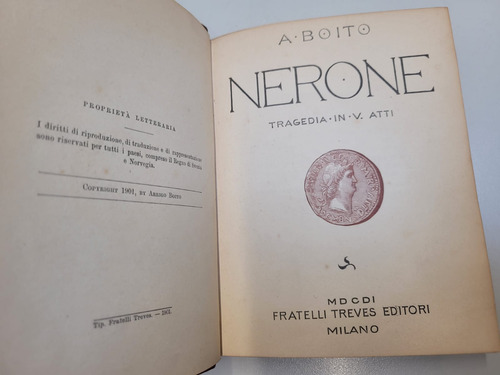 PROPRIETÀ LETTERARIA
I diritti di riproduzione, di traduzione e di rappresentazione
sono riservati per tutti i paesi, compreso il Regno di Svezia
e Norvegia.
COPYRIGHT 1901, BY ARRIGO BOITO
Tip. Fratelli Treves. — 1901.
A·BOITO
NERONE
TRAGEDIA·IN·V·ATTI
MDCDI
FRATELLI TREVES EDITORI
MILANO